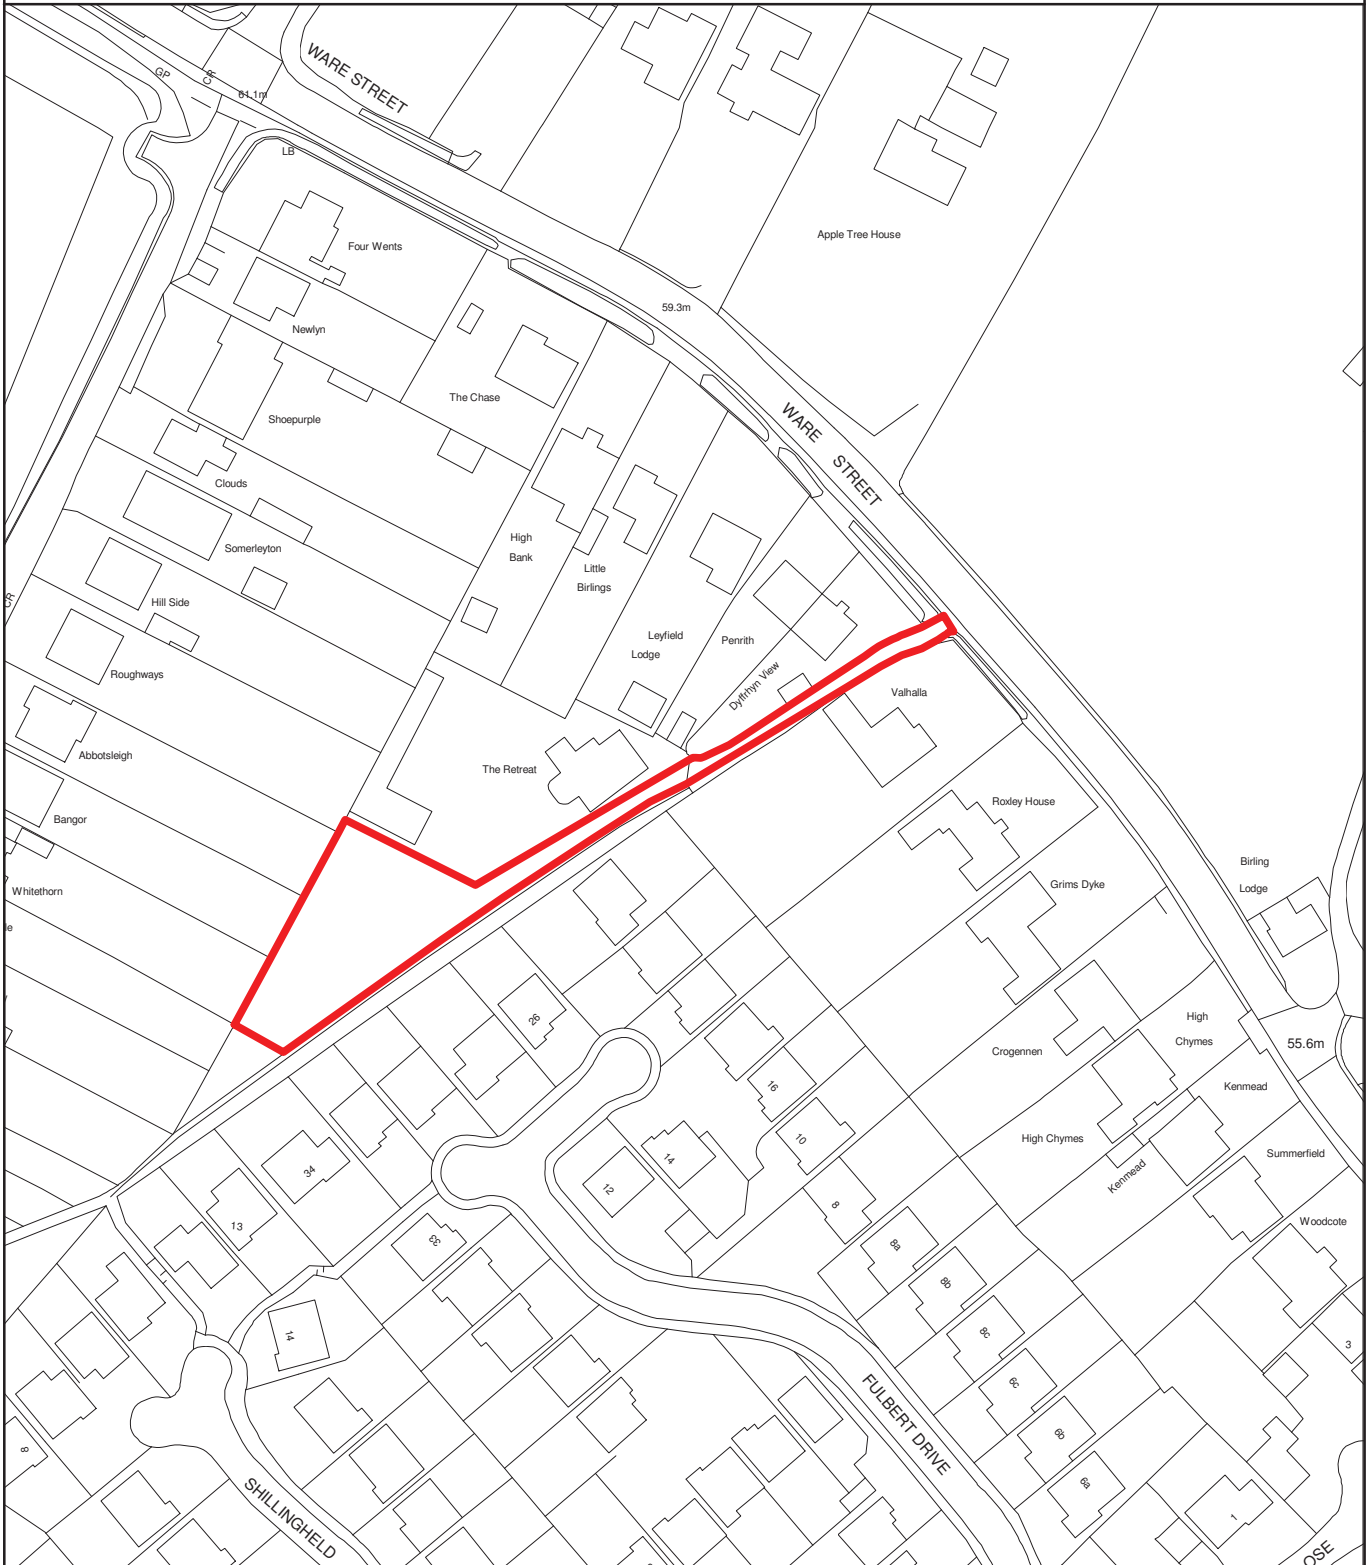 WARE STREET
GP
CR
61.1m
LB
Four Wents
Apple Tree House
59.3m
Newlyn
The Chase
Shoepurple
WARE
STREET
Clouds
High
Bank
Somerleyton
Little
Birlings
Hill Side
CR
Leyfield
Lodge
Penrith
Roughways
Dyffrhyn View
Valhalla
Abbotsleigh
The Retreat
Roxley House
Bangor
Birling
Lodge
Whitethorn
Grims Dyke
le
26
High
Chymes
55.6m
Crogennen
16
Kenmead
10
High Chymes
14
Summerfield
34
Kenmead
12
8
13
Woodcote
33
8a
8b
14
8c
3
6c
FULBERT DRIVE
6b
8
6a
SHILLINGHELD
1
OSE